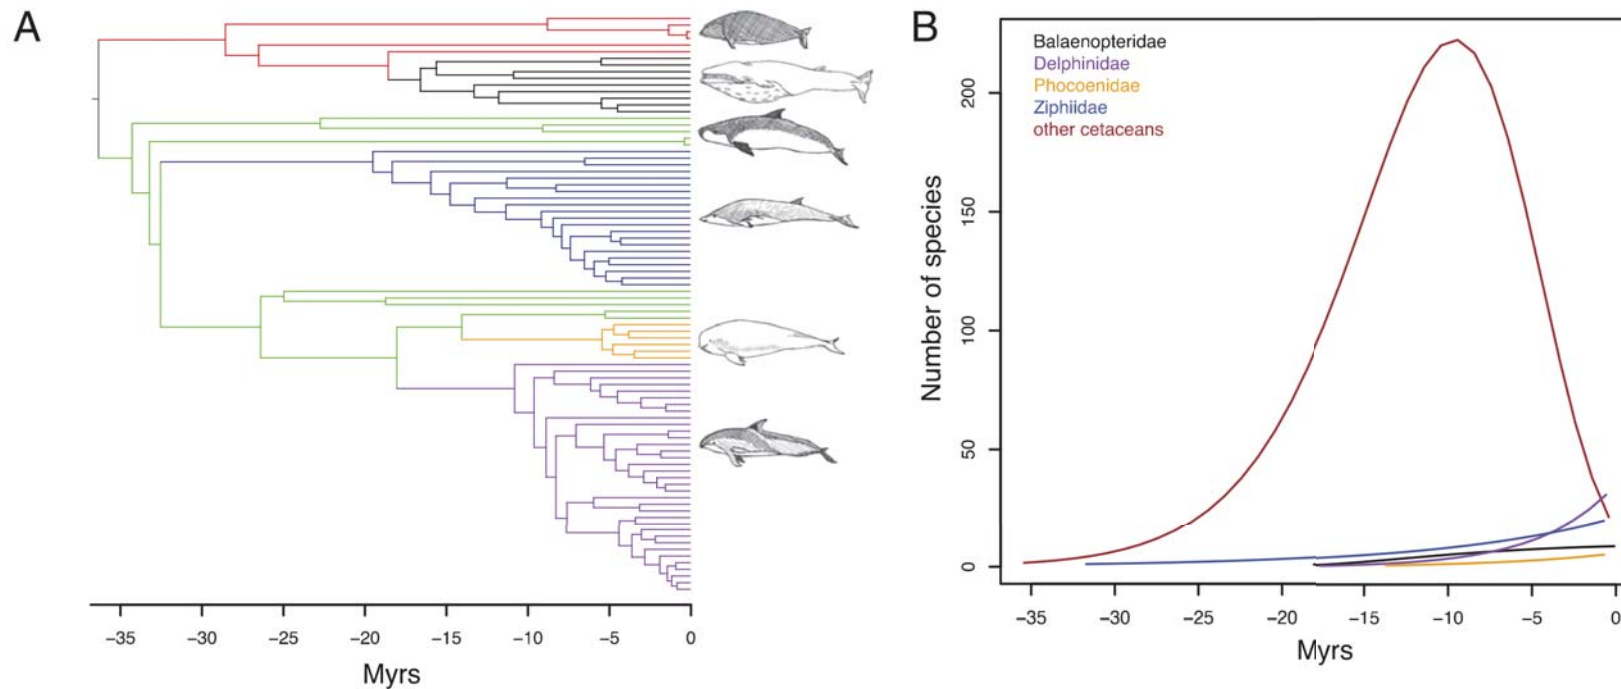 A
−35 −30 −25 −20 −15 −10 −5 0
Myrs
B
Balaenopteridae
Delphinidae
Phocoenidae
Ziphiidae
other cetaceans
Number of species
200
150
100
50
0
−35 −30 −25 −20 −15 −10 −5 0
Myrs